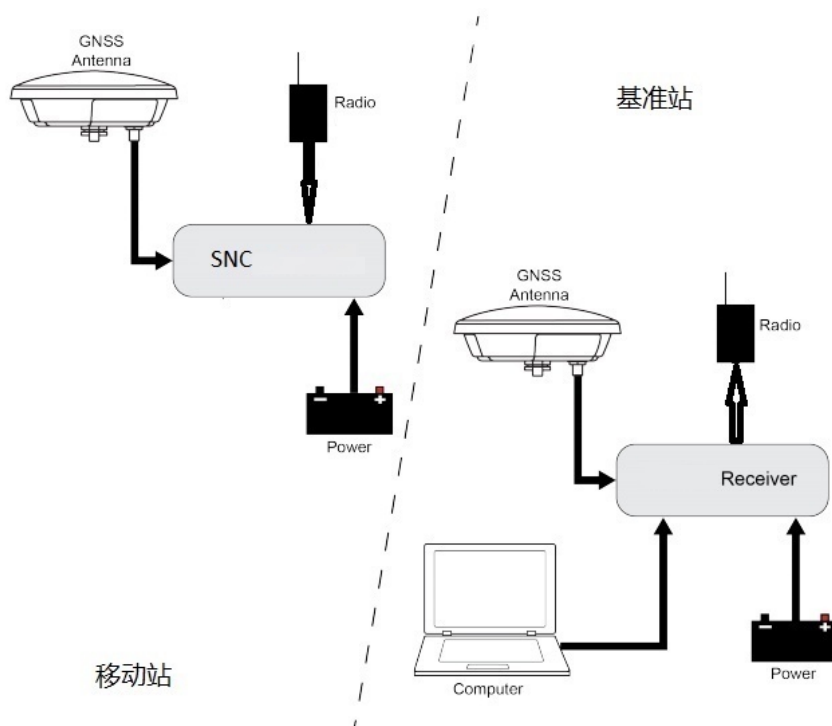 GNSS
Antenna
Radio
SNC
Power
移动站
基准站
GNSS
Antenna
Radio
Receiver
Computer
Power